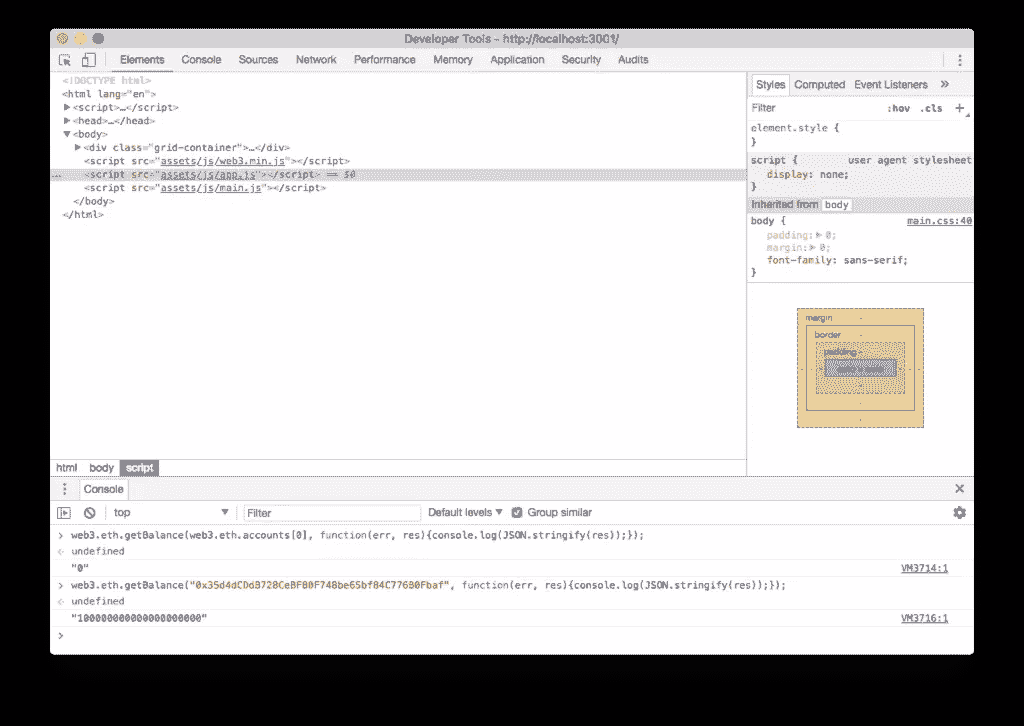 Developer Tools - http://localhost:3001/
Elements Console Sources Network Performance Memory Application Security Audits
<!DOCTYPE html>
<html lang="en">
▶<script>…</script>
▶<head>…</head>
▼<body>
▶<div class="grid-container">…</div>
<script src="assets/js/web3.min.js"></script>
… <script src="assets/js/app.js"></script> == $0
<script src="assets/js/main.js"></script>
</body>
</html>
html body script
Styles Computed Event Listeners »
Filter :hov .cls +
element.style {
}
script { user agent stylesheet
display: none;
}
Inherited from body
body { main.css:40
padding:▶ 0;
margin:▶ 0;
font-family: sans-serif;
}
margin -
border -
padding -
Console
top ▼ Filter Default levels ▼ Group similar
> web3.eth.getBalance(web3.eth.accounts[0], function(err, res){console.log(JSON.stringify(res));});
< undefined
"0" VM3714:1
> web3.eth.getBalance( function(err, res){console.log(JSON.stringify(res));});
< undefined
VM3716:1
>